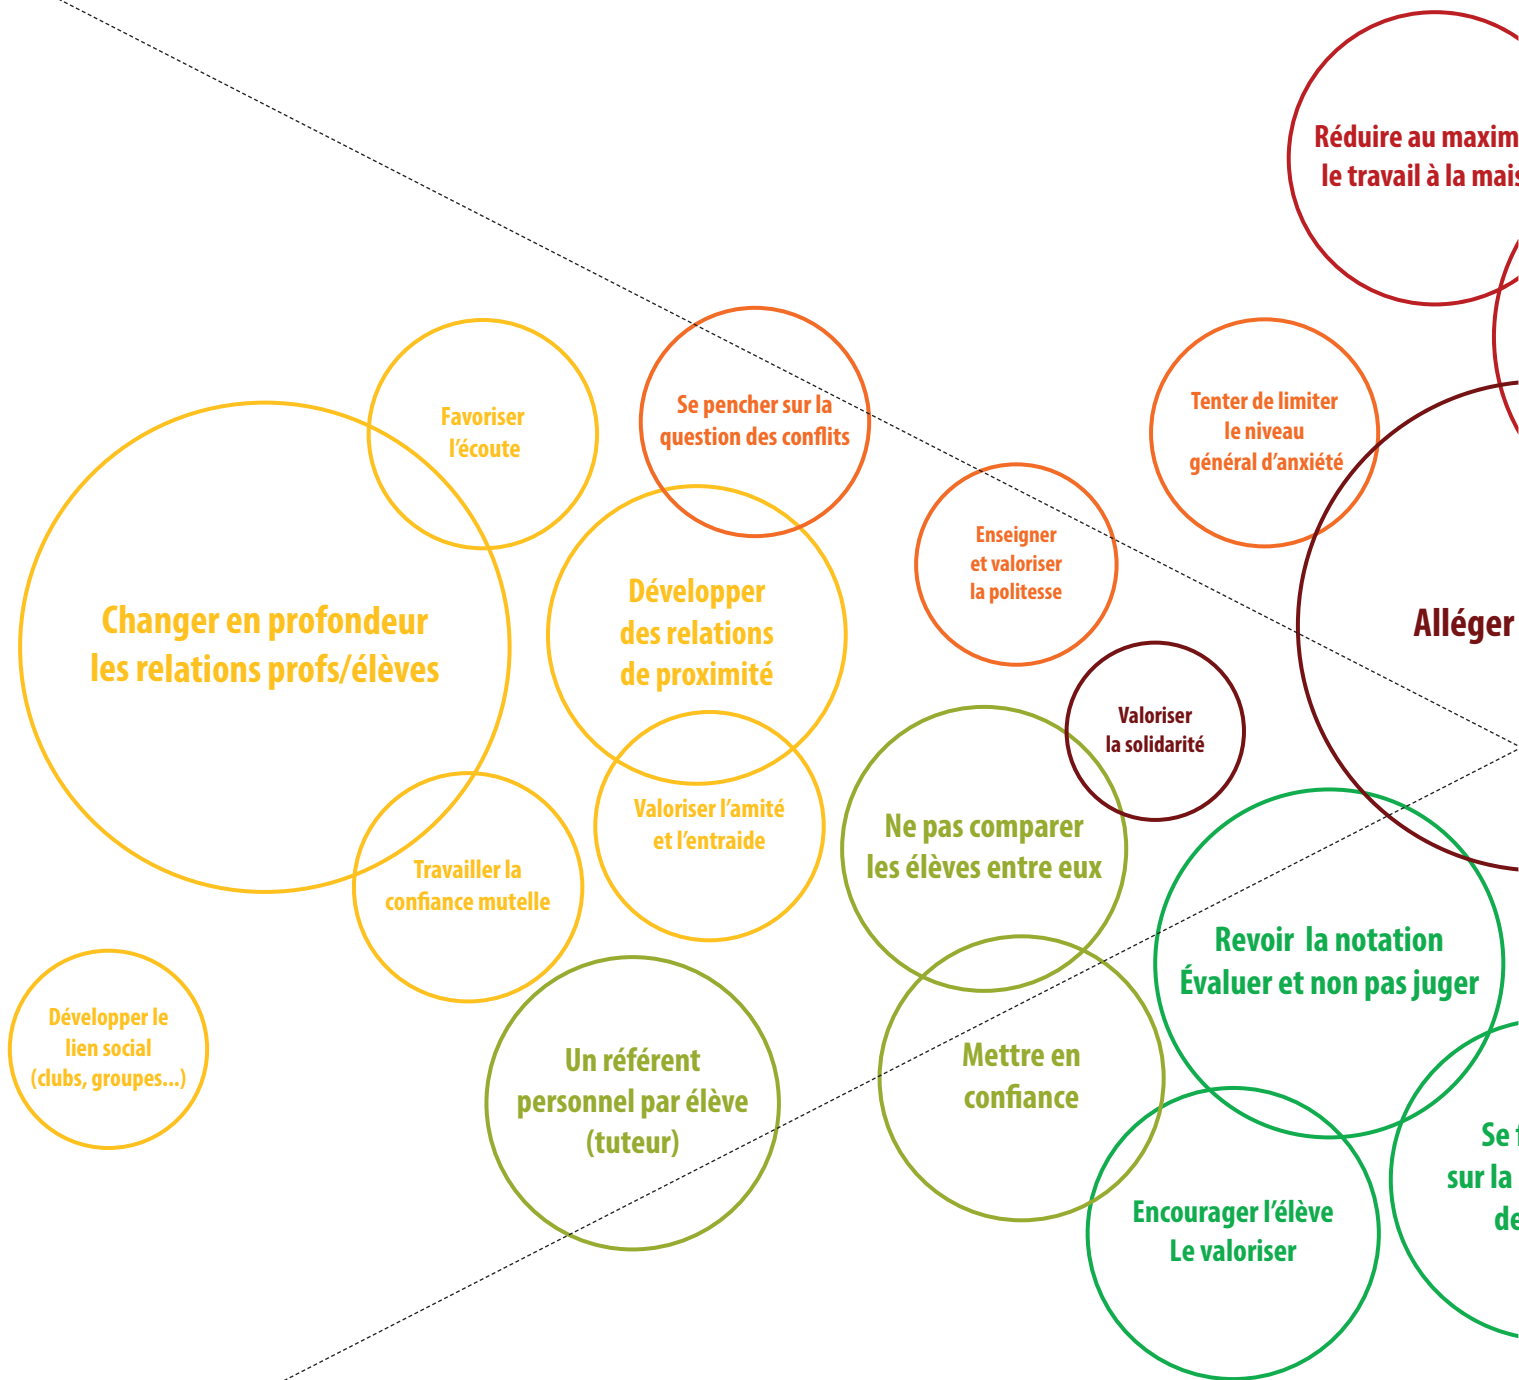 Réduire au maxim
le travail à la mais
Favoriser
l'écoute
Se pencher sur la
question des conflits
Tenter de limiter
le niveau
général d'anxiété
Enseigner
et valoriser
la politesse
Changer en profondeur
les relations profs/élèves
Développer
des relations
de proximité
Alléger
Valoriser
la solidarité
Valoriser l'amité
et l'entraide
Ne pas comparer
les élèves entre eux
Travailler la
confiance mutelle
Revoir la notation
Évaluer et non pas juger
Développer le
lien social
(clubs, groupes...)
Un référent
personnel par élève
(tuteur)
Mettre en
confiance
Se
sur la
de
Encourager l'élève
Le valoriser